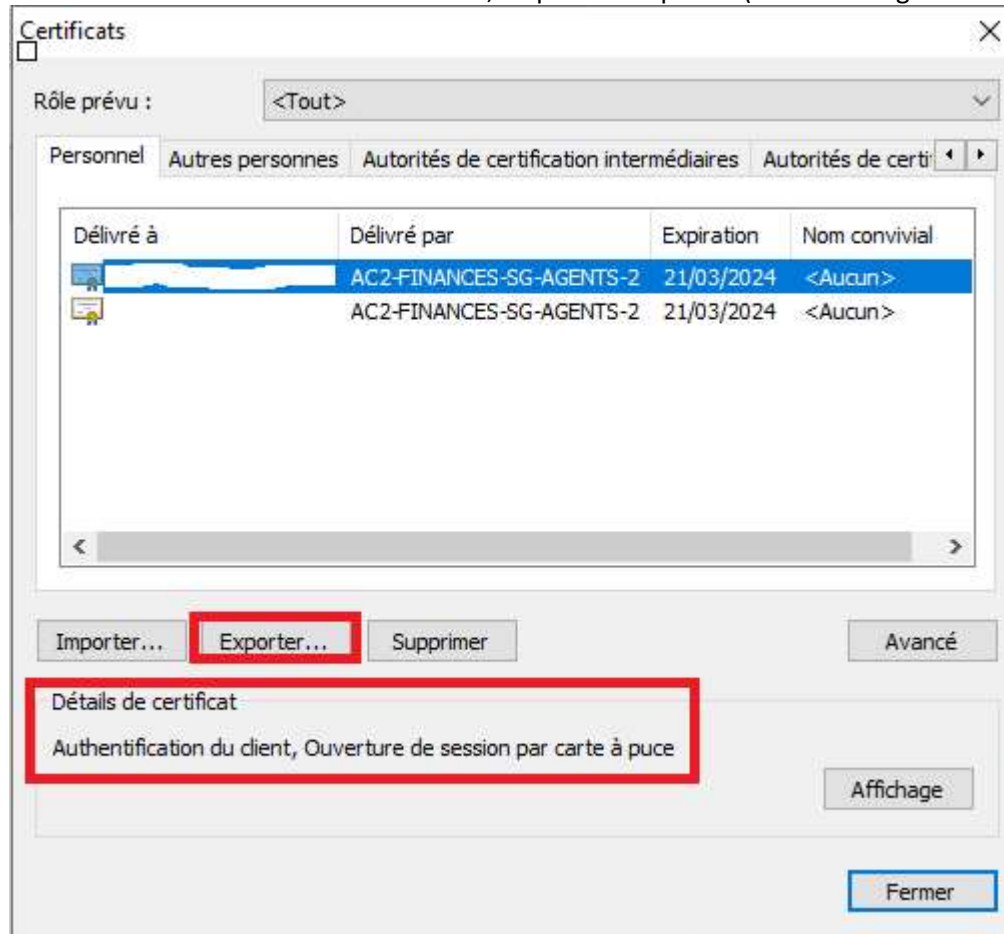 Certificats
Rôle prévu : <Tout>
Personnel Autres personnes Autorités de certification intermédiaires Autorités de certi
Délivré à Délivré par Expiration Nom convivial
AC2-FINANCES-SG-AGENTS-2 21/03/2024 <Aucun>
AC2-FINANCES-SG-AGENTS-2 21/03/2024 <Aucun>
Importer... Exporter... Supprimer Avancé
Détails de certificat
Authentification du client, Ouverture de session par carte à puce
Affichage
Fermer